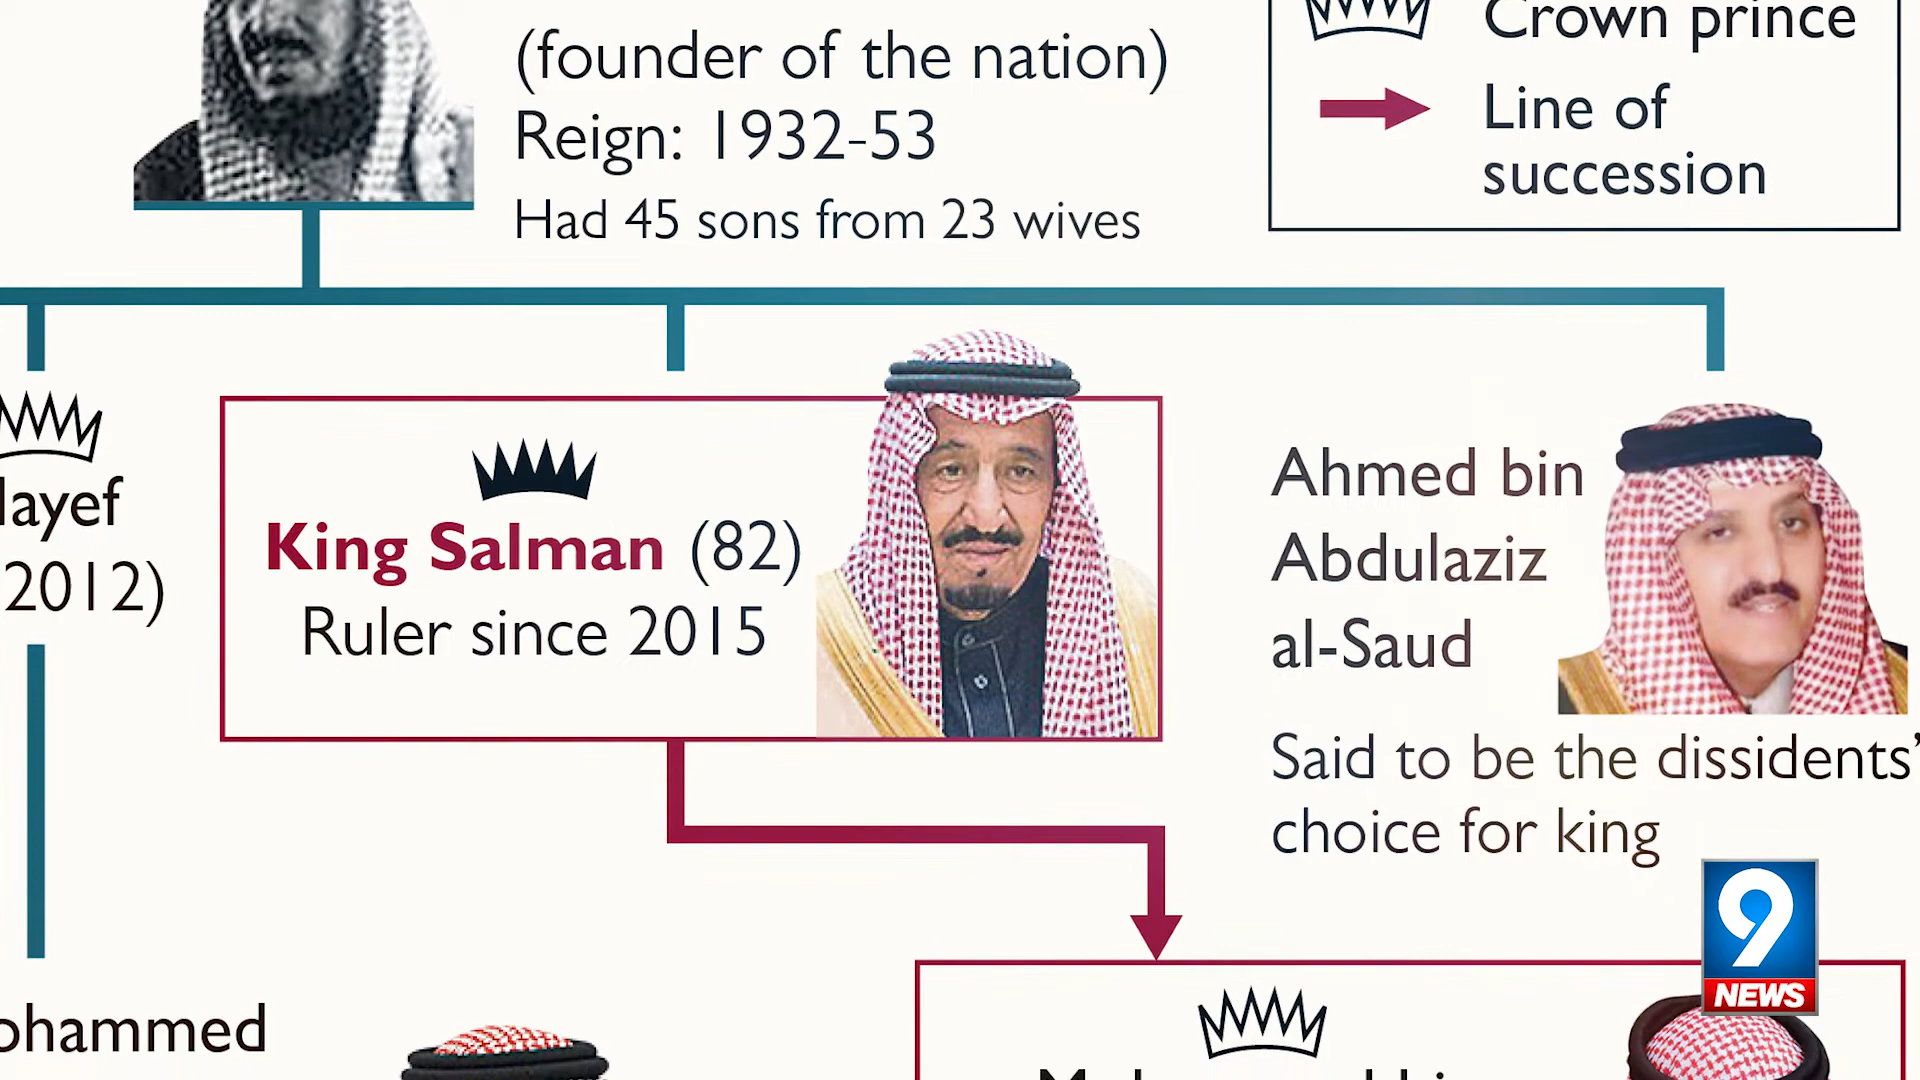 (founder of the nation)
Reign: 1932-53
Had 45 sons from 23 wives
Crown prince
Line of
succession
layef
2012)
King Salman (82)
Ruler since 2015
Ahmed bin
Abdulaziz
al-Saud
Said to be the dissidents'
choice for king
ohammed
9
NEWS